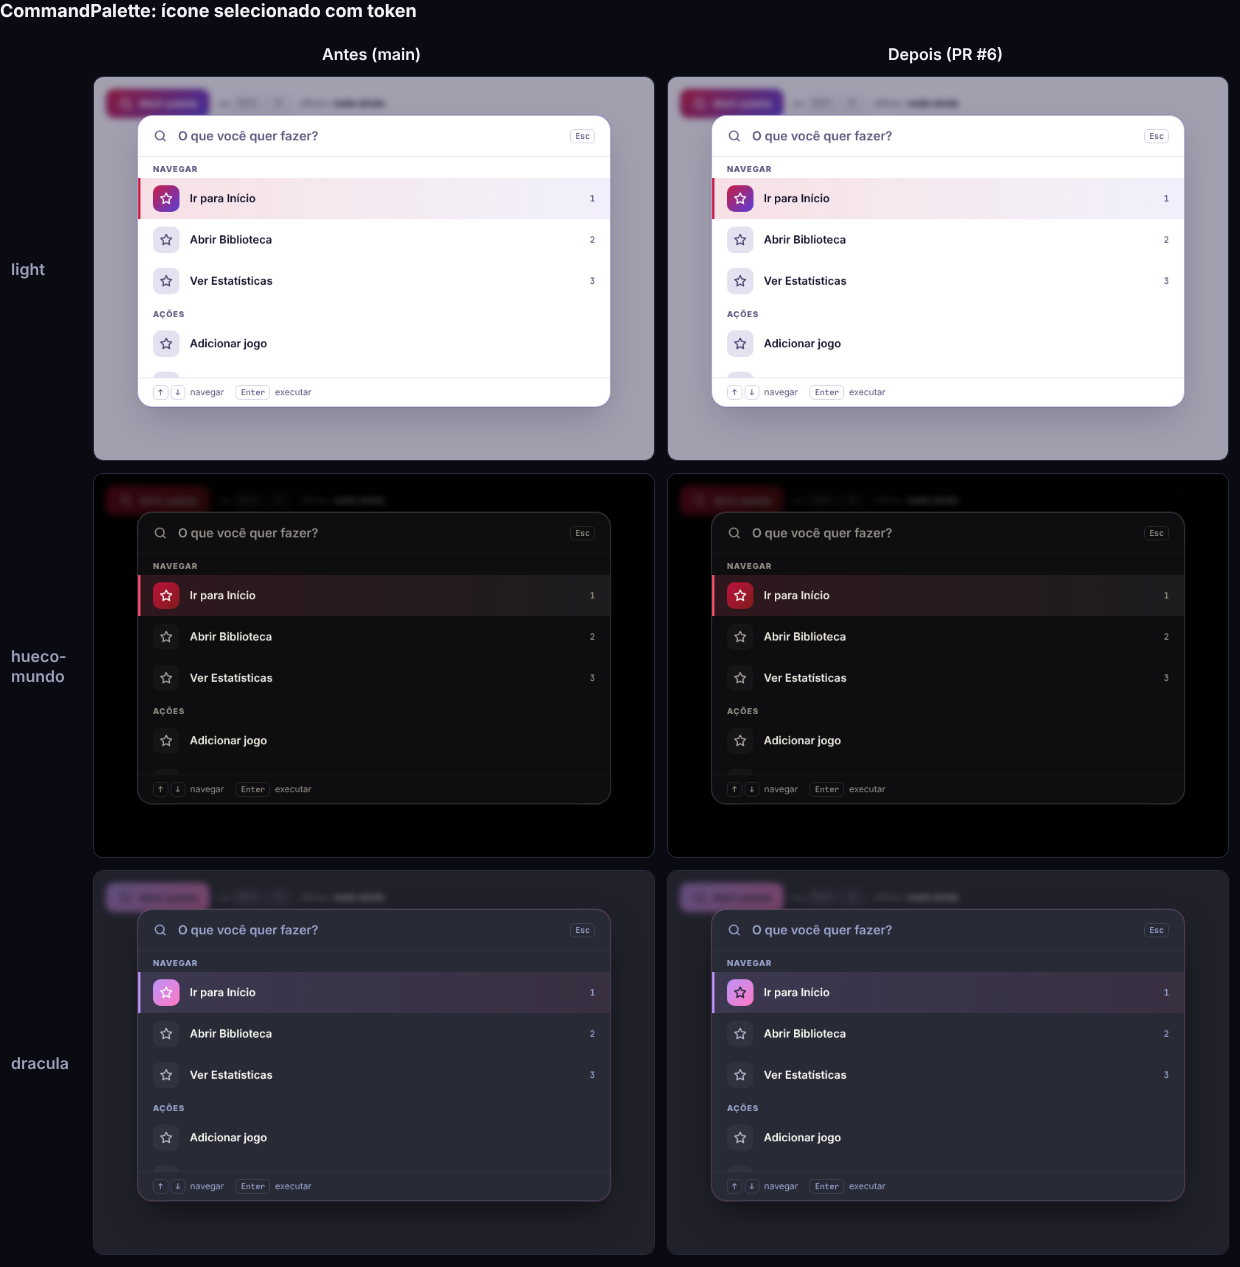 CommandPalette: ícone selecionado com token
Antes (main)
Depois (PR #6)
light
O que você quer fazer?
Esc
NAVEGAR
Ir para Início
1
Abrir Biblioteca
2
Ver Estatísticas
3
AÇÕES
Adicionar jogo
↑ ↓ navegar Enter executar
O que você quer fazer?
Esc
NAVEGAR
Ir para Início
1
Abrir Biblioteca
2
Ver Estatísticas
3
AÇÕES
Adicionar jogo
↑ ↓ navegar Enter executar
hueco-
mundo
O que você quer fazer?
Esc
NAVEGAR
Ir para Início
1
Abrir Biblioteca
2
Ver Estatísticas
3
AÇÕES
Adicionar jogo
↑ ↓ navegar Enter executar
O que você quer fazer?
Esc
NAVEGAR
Ir para Início
1
Abrir Biblioteca
2
Ver Estatísticas
3
AÇÕES
Adicionar jogo
↑ ↓ navegar Enter executar
dracula
O que você quer fazer?
Esc
NAVEGAR
Ir para Início
1
Abrir Biblioteca
2
Ver Estatísticas
3
AÇÕES
Adicionar jogo
↑ ↓ navegar Enter executar
O que você quer fazer?
Esc
NAVEGAR
Ir para Início
1
Abrir Biblioteca
2
Ver Estatísticas
3
AÇÕES
Adicionar jogo
↑ ↓ navegar Enter executar